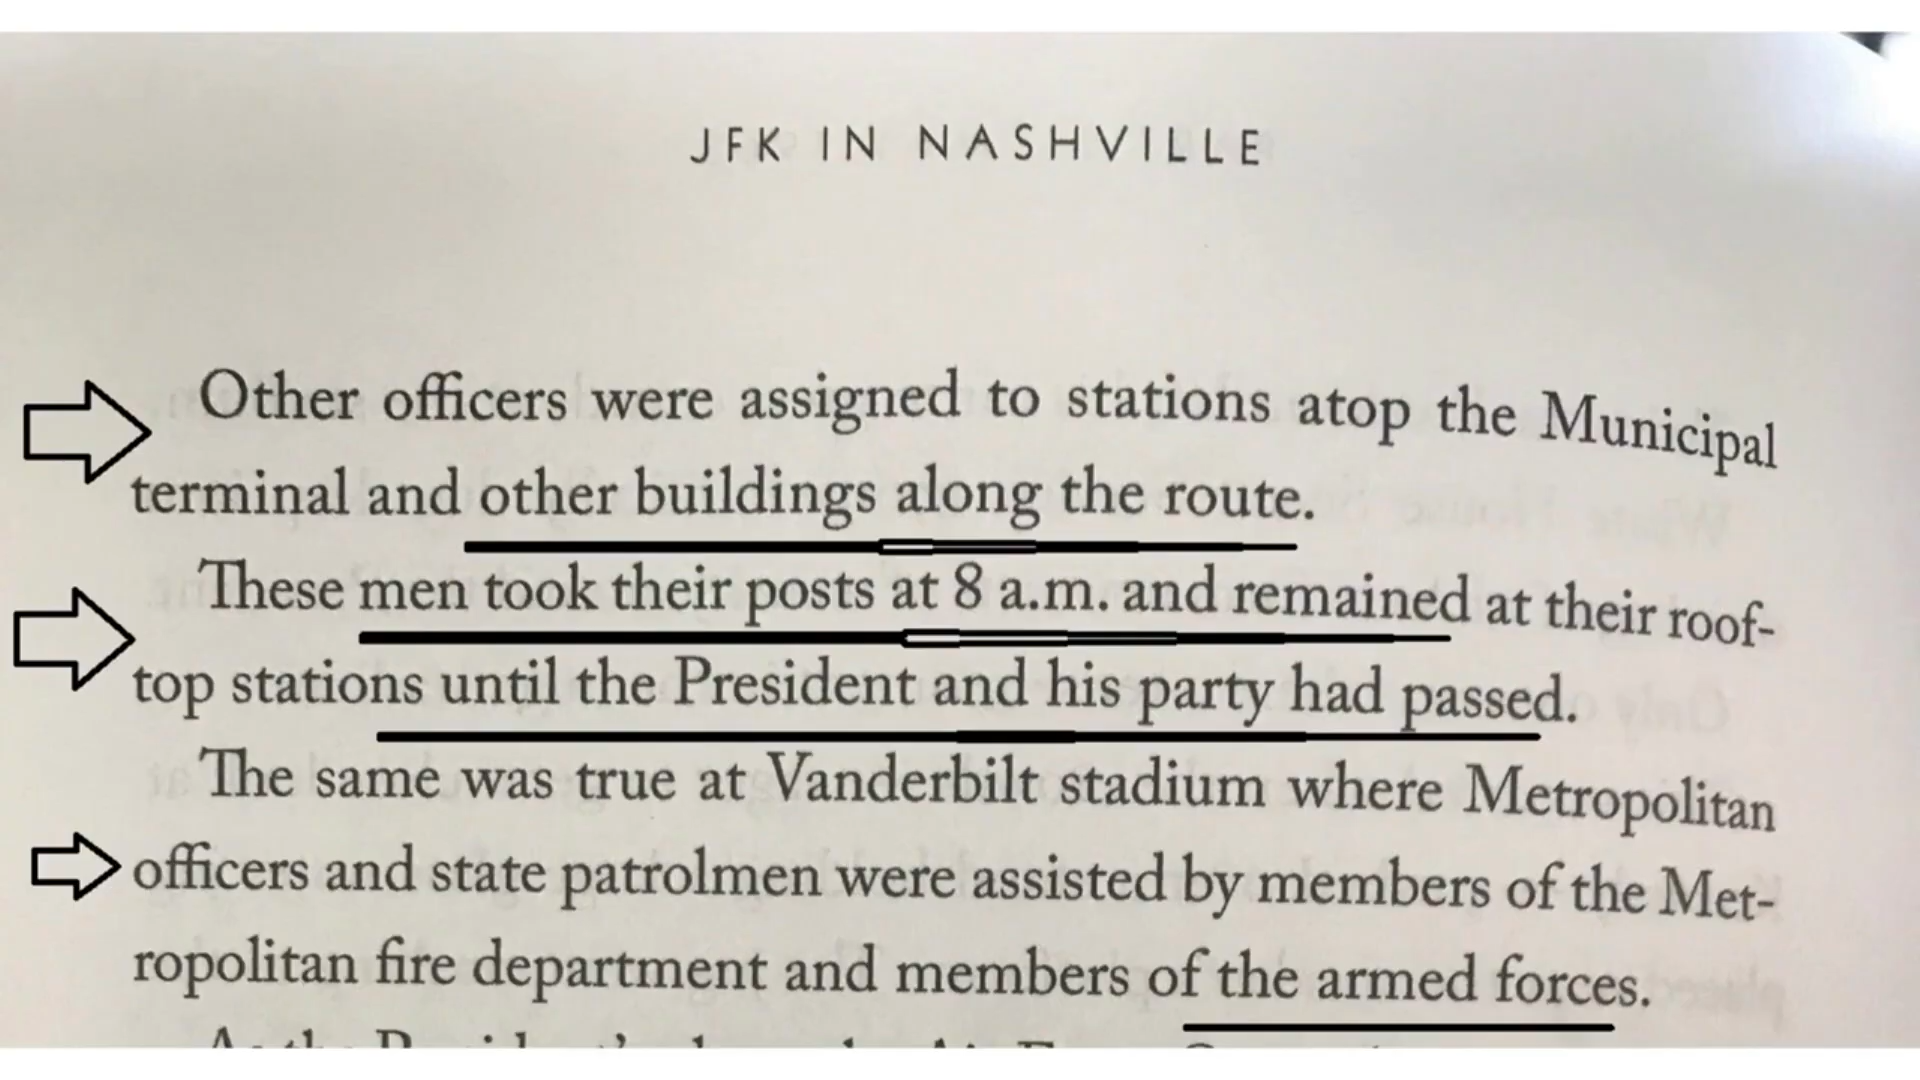 JFK IN NASHVILLE
Other officers were assigned to stations atop the Municipal
terminal and other buildings along the route.
These men took their posts at 8 a.m. and remained at their roof-
top stations until the President and his party had passed.
The same was true at Vanderbilt stadium where Metropolitan
officers and state patrolmen were assisted by members of the Met-
ropolitan fire department and members of the armed forces.